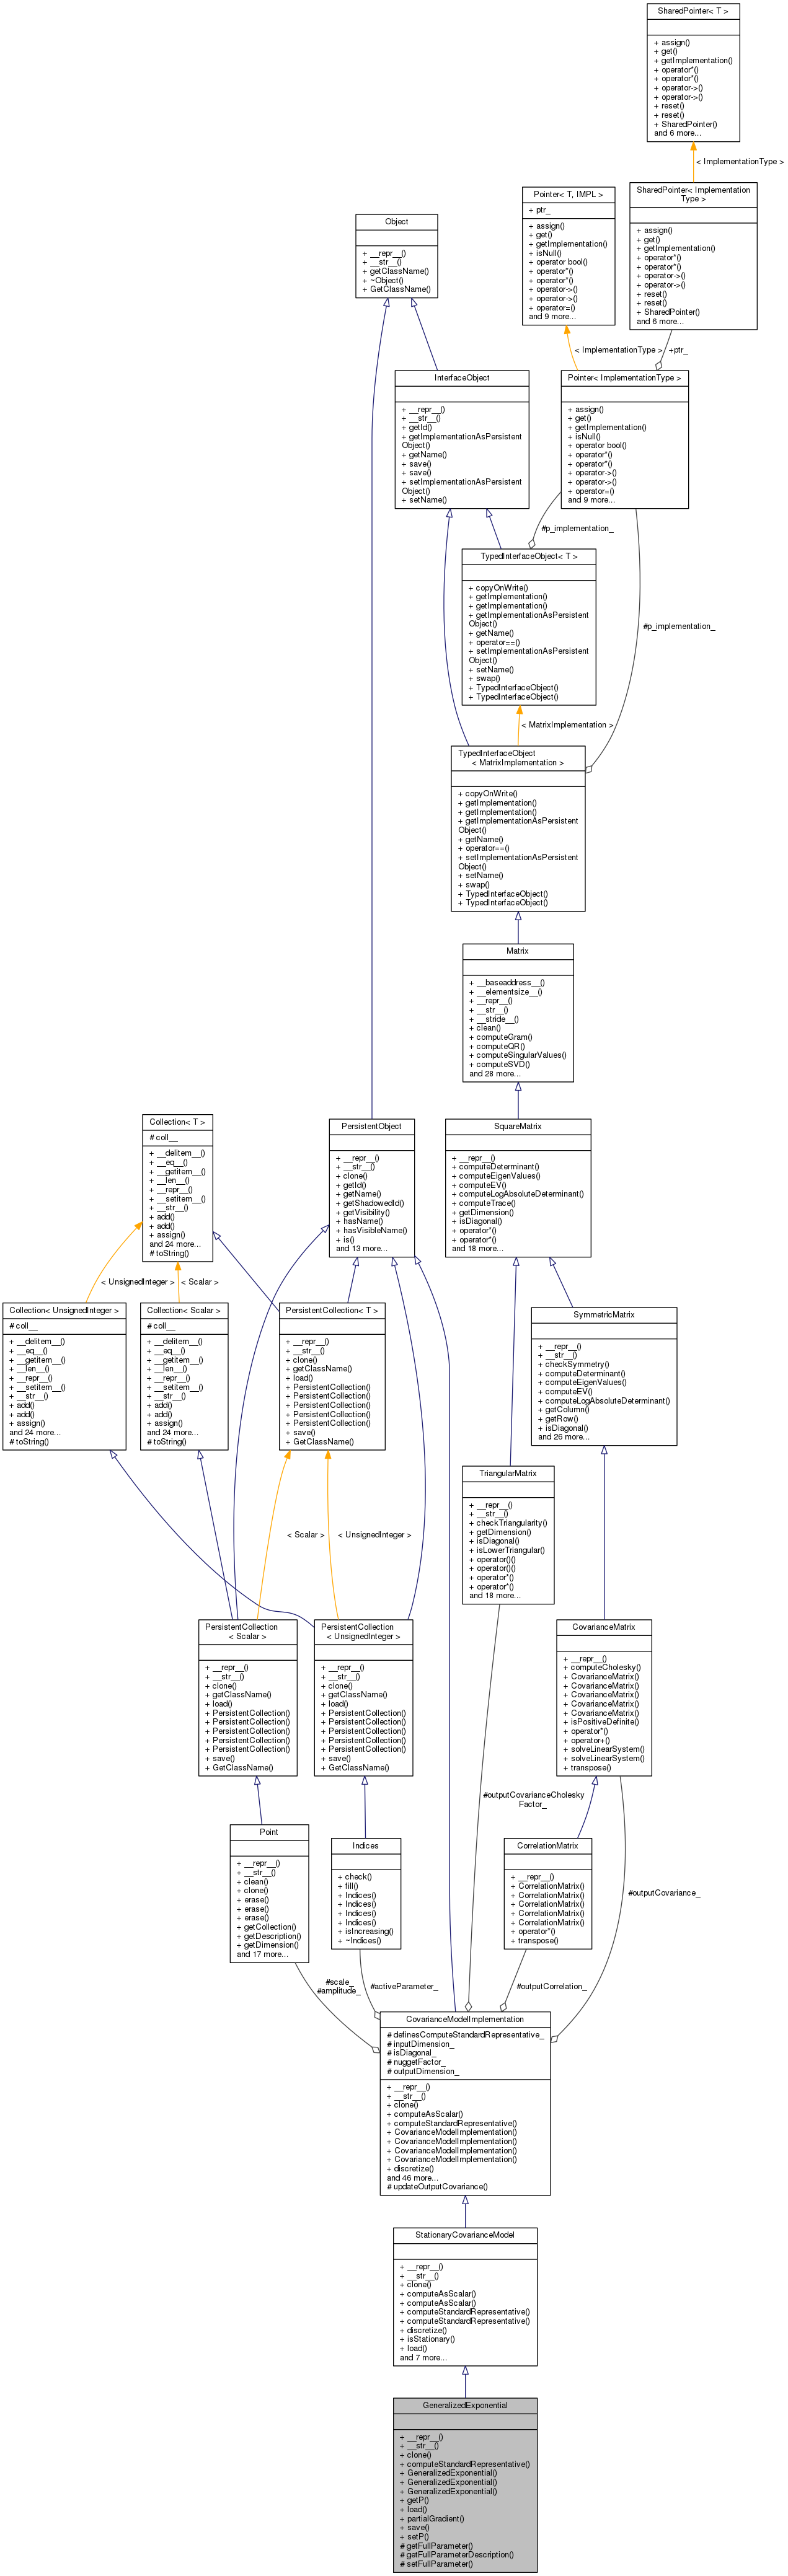 SharedPointer< T >
+ assign()
+ get()
+ getImplementation()
+ operator*()
+ operator*()
+ operator->()
+ operator->()
+ reset()
+ reset()
+ SharedPointer()
and 6 more...
< ImplementationType >
SharedPointer< Implementation
Type >
+ assign()
+ get()
+ getImplementation()
+ operator*()
+ operator*()
+ operator->()
+ operator->()
+ reset()
+ reset()
+ SharedPointer()
and 6 more...
Pointer< T, IMPL >
+ ptr_
+ assign()
+ get()
+ getImplementation()
+ isNull()
+ operator bool()
+ operator*()
+ operator*()
+ operator->()
+ operator->()
+ operator=()
and 9 more...
Object
+ __repr__()
+ __str__()
+ getClassName()
+ ~Object()
+ GetClassName()
< ImplementationType >
+ptr_
InterfaceObject
+ __repr__()
+ __str__()
+ getId()
+ getImplementationAsPersistent
Object()
+ getName()
+ save()
+ save()
+ setImplementationAsPersistent
Object()
+ setName()
Pointer< ImplementationType >
+ assign()
+ get()
+ getImplementation()
+ isNull()
+ operator bool()
+ operator*()
+ operator*()
+ operator->()
+ operator->()
+ operator=()
and 9 more...
#p_implementation_
TypedInterfaceObject< T >
+ copyOnWrite()
+ getImplementation()
+ getImplementation()
+ getImplementationAsPersistent
Object()
+ getName()
+ operator==()
+ setImplementationAsPersistent
Object()
+ setName()
+ swap()
+ TypedInterfaceObject()
+ TypedInterfaceObject()
#p_implementation_
< MatrixImplementation >
TypedInterfaceObject
< MatrixImplementation >
+ copyOnWrite()
+ getImplementation()
+ getImplementation()
+ getImplementationAsPersistent
Object()
+ getName()
+ operator==()
+ setImplementationAsPersistent
Object()
+ setName()
+ swap()
+ TypedInterfaceObject()
+ TypedInterfaceObject()
Matrix
+ __baseaddress__()
+ __elementsize__()
+ __repr__()
+ __str__()
+ __stride__()
+ clean()
+ computeGram()
+ computeQR()
+ computeSingularValues()
+ computeSVD()
and 28 more...
Collection< T >
# coll__
+ __delitem__()
+ __eq__()
+ __getitem__()
+ __len__()
+ __repr__()
+ __setitem__()
+ __str__()
+ add()
+ add()
+ assign()
and 24 more...
# toString()
PersistentObject
+ __repr__()
+ __str__()
+ clone()
+ getId()
+ getName()
+ getShadowedId()
+ getVisibility()
+ hasName()
+ hasVisibleName()
+ is()
and 13 more...
SquareMatrix
+ __repr__()
+ computeDeterminant()
+ computeEigenValues()
+ computeEV()
+ computeLogAbsoluteDeterminant()
+ computeTrace()
+ getDimension()
+ isDiagonal()
+ operator*()
+ operator*()
and 18 more...
< UnsignedInteger >
< Scalar >
Collection< UnsignedInteger >
# coll__
+ __delitem__()
+ __eq__()
+ __getitem__()
+ __len__()
+ __repr__()
+ __setitem__()
+ __str__()
+ add()
+ add()
+ assign()
and 24 more...
# toString()
Collection< Scalar >
# coll__
+ __delitem__()
+ __eq__()
+ __getitem__()
+ __len__()
+ __repr__()
+ __setitem__()
+ __str__()
+ add()
+ add()
+ assign()
and 24 more...
# toString()
PersistentCollection< T >
+ __repr__()
+ __str__()
+ clone()
+ getClassName()
+ load()
+ PersistentCollection()
+ PersistentCollection()
+ PersistentCollection()
+ PersistentCollection()
+ PersistentCollection()
+ save()
+ GetClassName()
SymmetricMatrix
+ __repr__()
+ __str__()
+ checkSymmetry()
+ computeDeterminant()
+ computeEigenValues()
+ computeEV()
+ computeLogAbsoluteDeterminant()
+ getColumn()
+ getRow()
+ isDiagonal()
and 26 more...
TriangularMatrix
+ __repr__()
+ __str__()
+ checkTriangularity()
+ getDimension()
+ isDiagonal()
+ isLowerTriangular()
+ operator()()
+ operator()()
+ operator*()
+ operator*()
and 18 more...
< Scalar >
< UnsignedInteger >
PersistentCollection
< Scalar >
+ __repr__()
+ __str__()
+ clone()
+ getClassName()
+ load()
+ PersistentCollection()
+ PersistentCollection()
+ PersistentCollection()
+ PersistentCollection()
+ PersistentCollection()
+ save()
+ GetClassName()
PersistentCollection
< UnsignedInteger >
+ __repr__()
+ __str__()
+ clone()
+ getClassName()
+ load()
+ PersistentCollection()
+ PersistentCollection()
+ PersistentCollection()
+ PersistentCollection()
+ PersistentCollection()
+ save()
+ GetClassName()
CovarianceMatrix
+ __repr__()
+ computeCholesky()
+ CovarianceMatrix()
+ CovarianceMatrix()
+ CovarianceMatrix()
+ CovarianceMatrix()
+ CovarianceMatrix()
+ isPositiveDefinite()
+ operator*()
+ operator+()
+ solveLinearSystem()
+ solveLinearSystem()
+ transpose()
#outputCovarianceCholesky
Factor_
Point
+ __repr__()
+ __str__()
+ clean()
+ clone()
+ erase()
+ erase()
+ erase()
+ getCollection()
+ getDescription()
+ getDimension()
and 17 more...
Indices
+ check()
+ fill()
+ Indices()
+ Indices()
+ Indices()
+ Indices()
+ isIncreasing()
+ ~Indices()
CorrelationMatrix
+ __repr__()
+ CorrelationMatrix()
+ CorrelationMatrix()
+ CorrelationMatrix()
+ CorrelationMatrix()
+ CorrelationMatrix()
+ operator*()
+ transpose()
#outputCovariance_
#scale_
#amplitude_
#activeParameter_
#outputCorrelation_
CovarianceModelImplementation
# definesComputeStandardRepresentative_
# inputDimension_
# isDiagonal_
# nuggetFactor_
# outputDimension_
+ __repr__()
+ __str__()
+ clone()
+ computeAsScalar()
+ computeStandardRepresentative()
+ CovarianceModelImplementation()
+ CovarianceModelImplementation()
+ CovarianceModelImplementation()
+ CovarianceModelImplementation()
+ discretize()
and 46 more...
# updateOutputCovariance()
StationaryCovarianceModel
+ __repr__()
+ __str__()
+ clone()
+ computeAsScalar()
+ computeAsScalar()
+ computeStandardRepresentative()
+ computeStandardRepresentative()
+ discretize()
+ isStationary()
+ load()
and 7 more...
GeneralizedExponential
+ __repr__()
+ __str__()
+ clone()
+ computeStandardRepresentative()
+ GeneralizedExponential()
+ GeneralizedExponential()
+ GeneralizedExponential()
+ getP()
+ load()
+ partialGradient()
+ save()
+ setP()
# getFullParameter()
# getFullParameterDescription()
# setFullParameter()